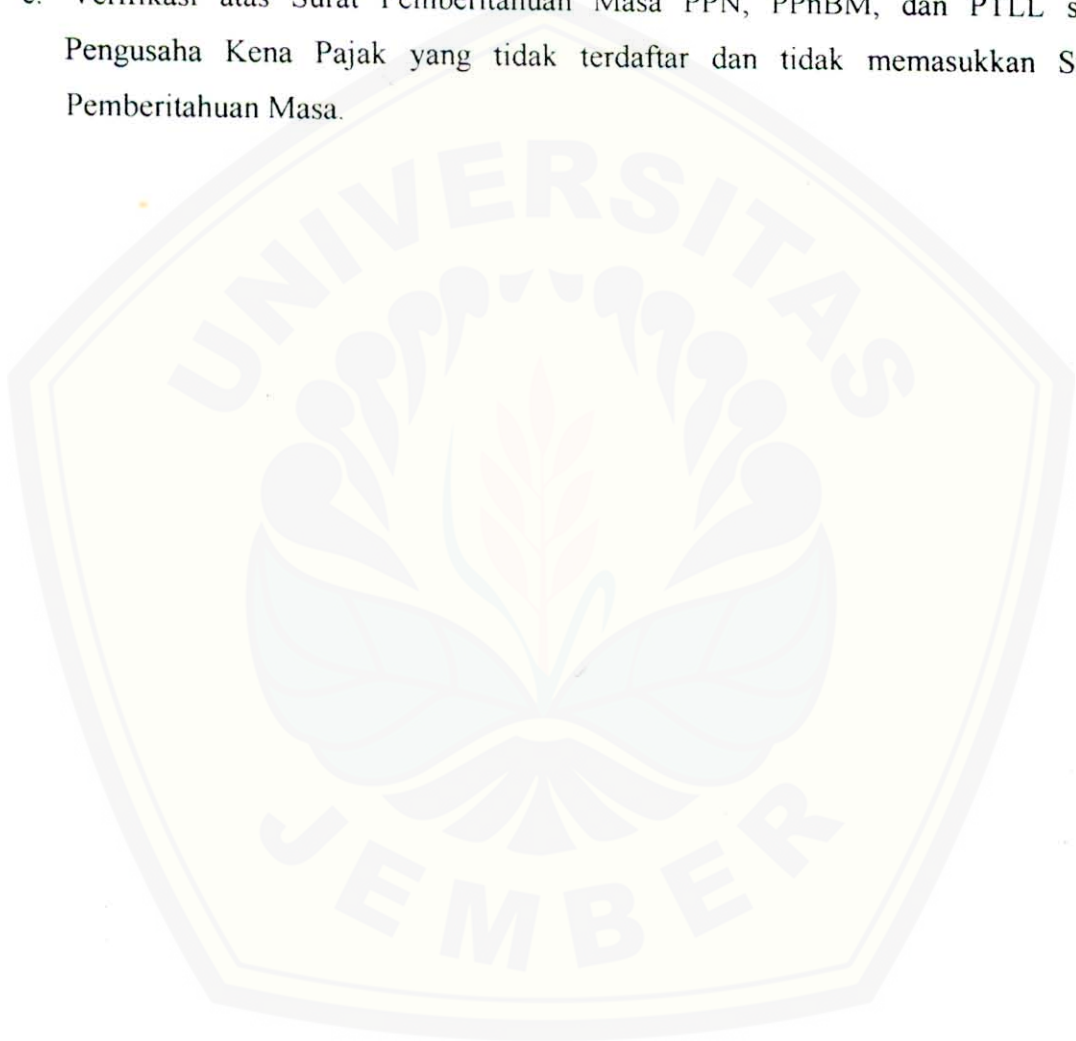 Verifikasi atas Surat Pemberitahuan Masa PPN, PPnBM, dan PTLL
Pengusaha Kena Pajak yang tidak terdaftar dan tidak memasukkan
Pemberitahuan Masa.
UNIVERSITAS
JEMBER